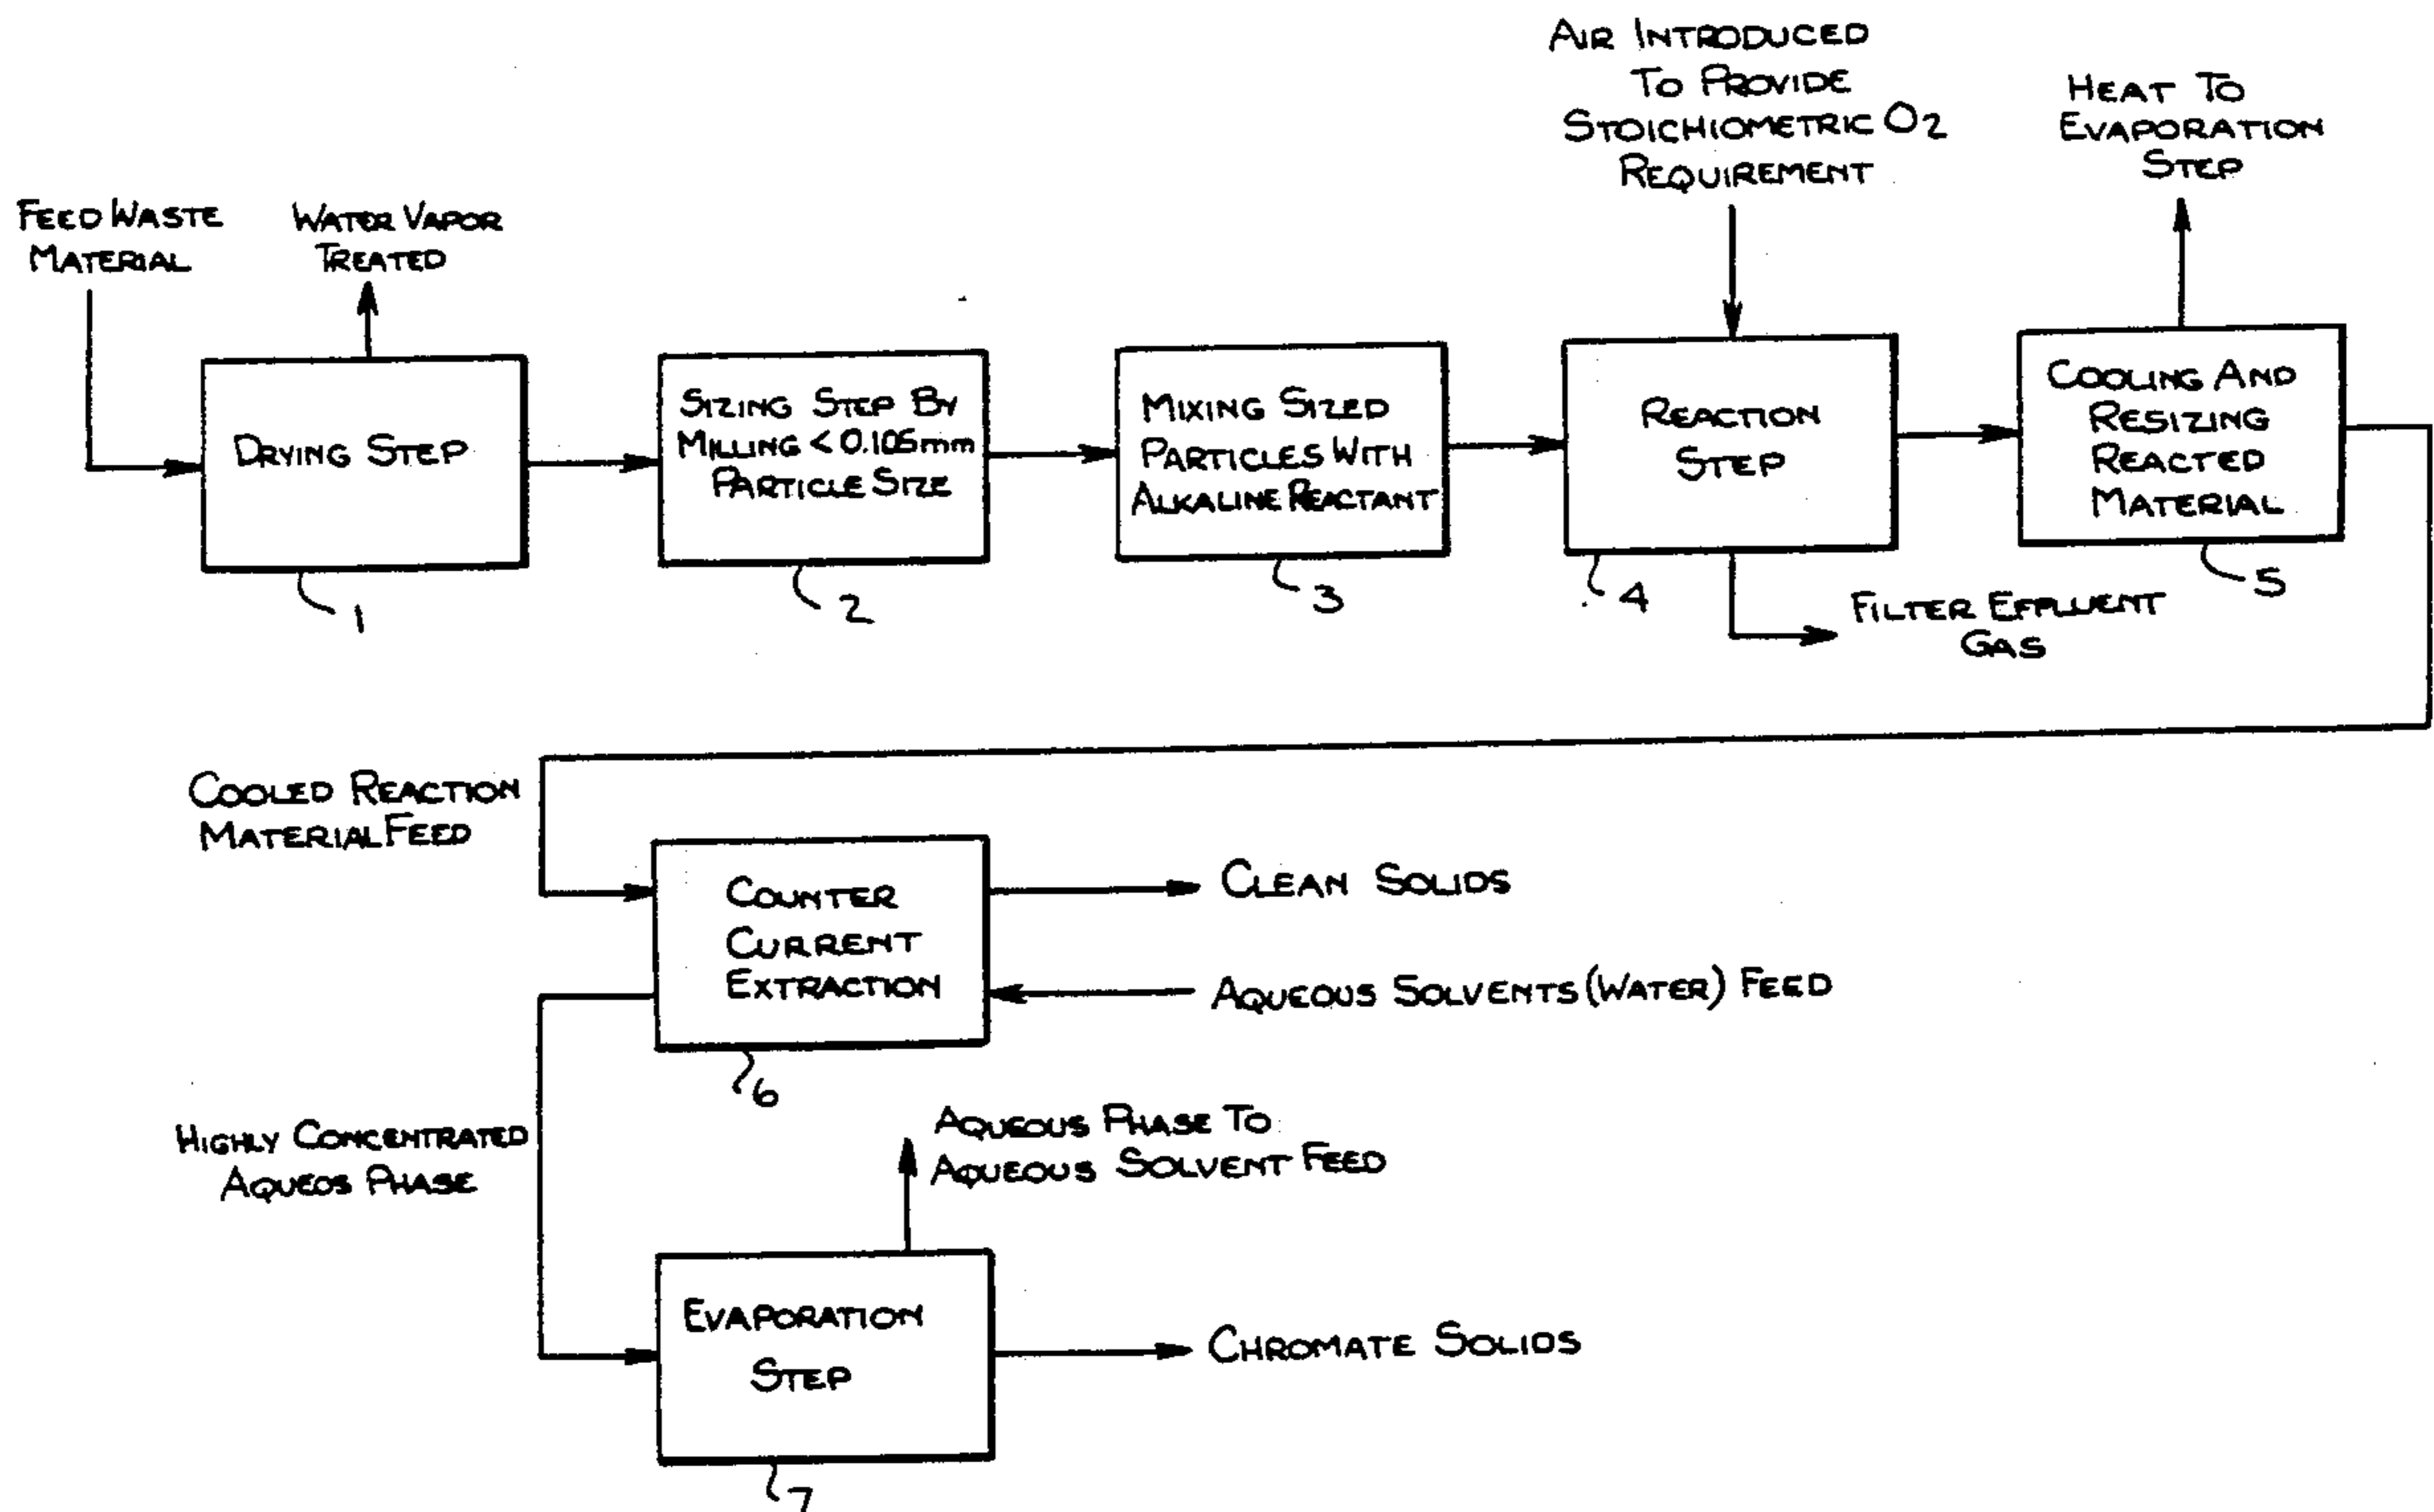 Air Introduced
To Provide
Stoichiometric O2
Requirement
Heat To
Evaporation
Step
Feed Waste
Material
Water Vapor
Treated
Drying Step
1
Sizing Step By
Milling < 0.105mm
Particle Size
2
Mixing Sized
Particles With
Alkaline Reactant
3
Reaction
Step
4
Filter Effluent
Gas
Cooling And
Resizing
Reacted
Material
5
Cooled Reaction
Material Feed
Counter
Current
Extraction
6
Clean Solids
Aqueous Solvents (Water) Feed
Highly Concentrated
Aqueos Phase
Aqueous Phase To
Aqueous Solvent Feed
Evaporation
Step
7
Chromate Solids